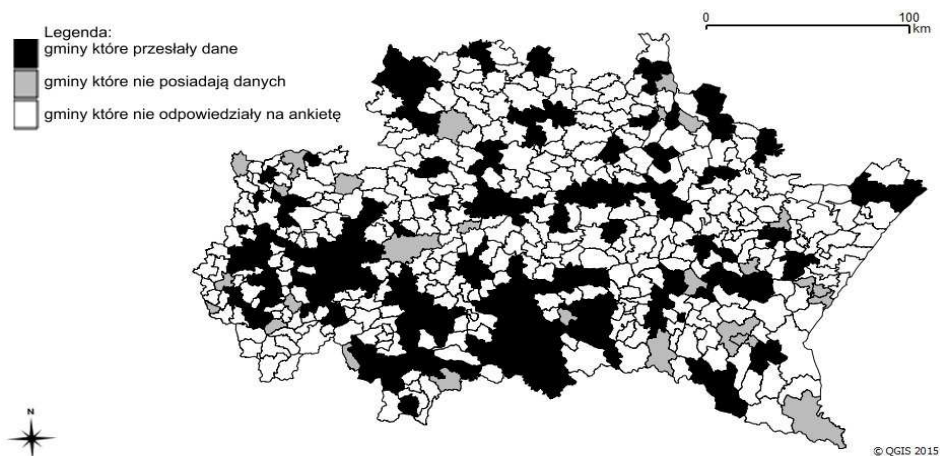 Legenda:
gminy które przesłały dane
gminy które nie posiadają danych
gminy które nie odpowiedziały na ankietę
0 100
km
N
© QGIS 2015